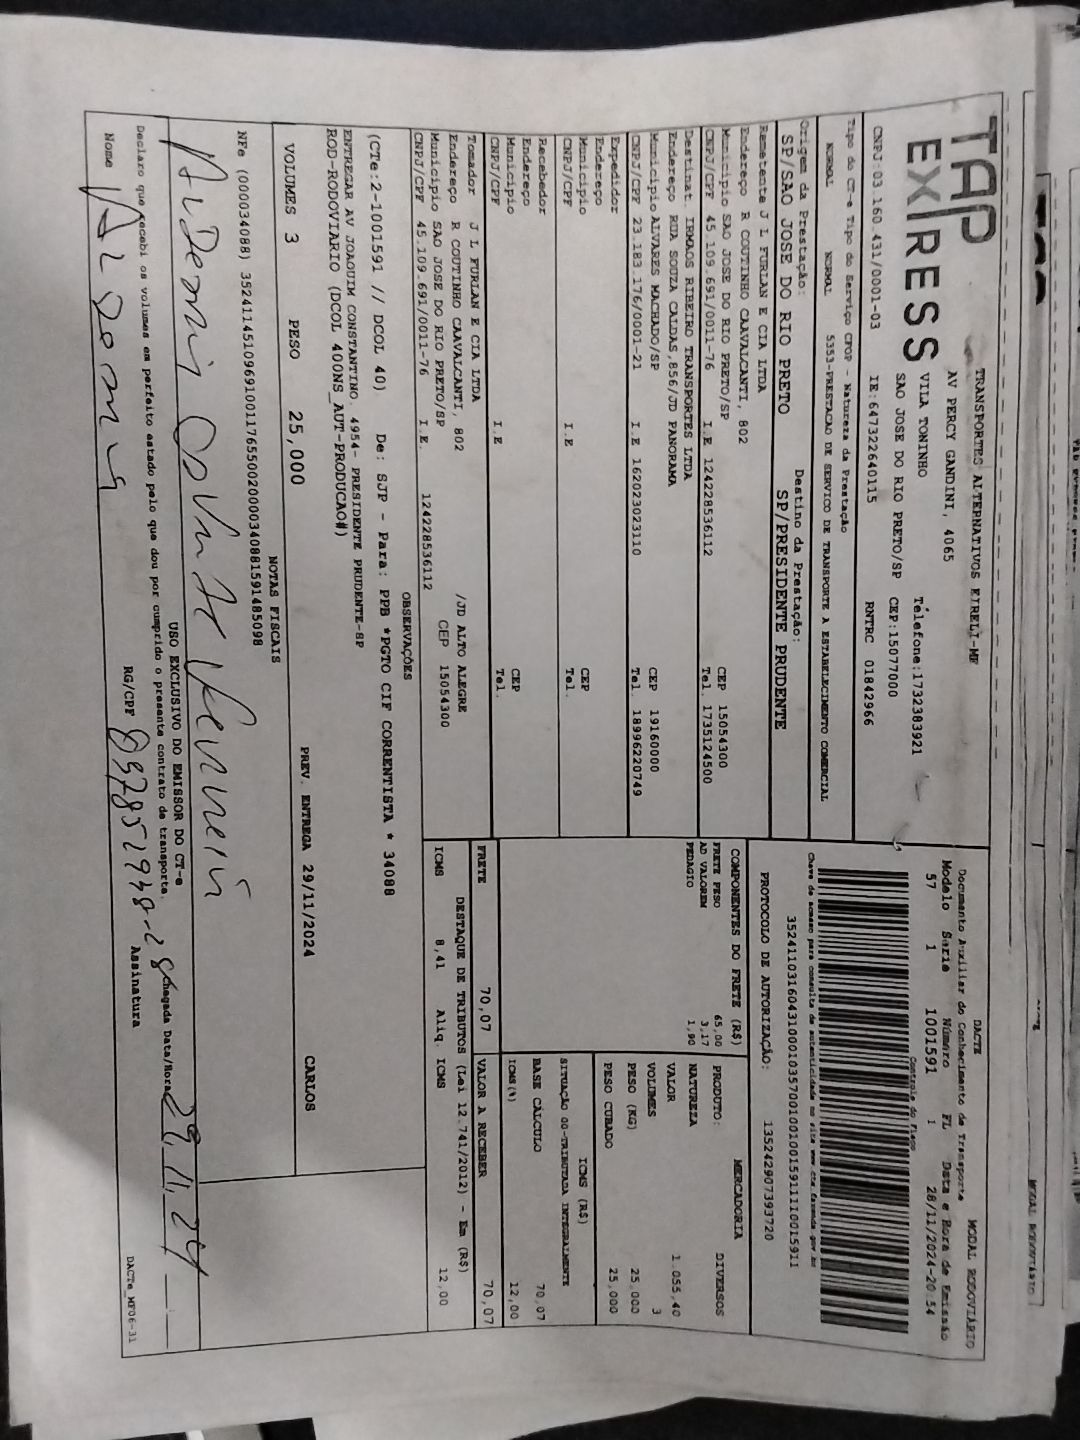 TAP
EXPRESS
TRANSPORTES ALTERNATIVOS EIRELI-ME
AV PERCY GANDINI, 4065
VILA TONINHO Telefone:1732383921
SAO JOSE DO RIO PRETO/SP CEP:15077000
CNPJ:03.160.431/0001-03 IE:647322640115 RNTRC 01842966
Tipo do CT-e Tipo do Serviço CFOP - Natureza da Prestação
NORMAL NORMAL 5353-PRESTACAO DE SERVICO DE TRANSPORTE A ESTABELECIMENTO COMERCIAL
Origem da Prestação: Destino da Prestação:
SP/SAO JOSE DO RIO PRETO SP/PRESIDENTE PRUDENTE
Remetente J L FURLAN E CIA LTDA
Endereço R COUTINHO CAAVALCANTI, 802
Município SAO JOSE DO RIO PRETO/SP CEP 15054300
CNPJ/CPF 45.109.691/0011-76 I.E 124228536112 Tel. 1735124500
Destinat. IRMAOS RIBEIRO TRANSPORTES LTDA
Endereço RUA SOUZA CALDAS,856/JD PANORAMA
Município ALVARES MACHADO/SP CEP 19160000
CNPJ/CPF 23.183.176/0001-21 I.E 162023023110 Tel. 18996220749
Expedidor
Endereço
Município CEP
CNPJ/CPF I.E Tel.
Recebedor
Endereço
Município CEP
CNPJ/CPF I.E Tel.
Tomador J L FURLAN E CIA LTDA
Endereço R COUTINHO CAAVALCANTI, 802 /JD ALTO ALEGRE
Município SAO JOSE DO RIO PRETO/SP CEP 15054300
CNPJ/CPF 45.109.691/0011-76 I.E. 124228536112
DACTE MODAL RODOVIÁRIO
Documento Auxiliar do Conhecimento de Transporte
Modelo Serie Número FL Data e Hora de Emissão
57 1 1001591 1 28/11/2024-20:54
Controle do Fisco
Chave de acesso para consulta de autenticidade no site www.cte.fazenda.gov.br
PROTOCOLO DE AUTORIZAÇÃO: 135242907393720
COMPONENTES DO FRETE (R$)
FRETE PESO 65,00
AD VALOREM 3,17
PEDAGIO 1,90
MERCADORIA
PRODUTO: DIVERSOS
NATUREZA
VALOR 1.055,40
VOLUMES 3
PESO (KG) 25,000
PESO CUBADO 25,000
ICMS (R$)
SITUAÇÃO 00-TRIBUTADA INTEGRALMENTE
BASE CÁLCULO 70,07
ICMS(%) 12,00
FRETE 70,07 VALOR A RECEBER 70,07
DESTAQUE DE TRIBUTOS (Lei 12.741/2012) - Em (R$)
ICMS 8,41 Aliq. ICMS 12,00
OBSERVAÇÕES
(CTe:2-1001591 // DCOL 40) De: SJP - Para: PPB *PGTO CIF CORRENTISTA * 34088
ENTREGAR AV JOAQUIM CONSTANTINO, 4954- PRESIDENTE PRUDENTE-SP
ROD-RODOVIARIO (DCOL 400NS_AUT-PRODUCAO#)
VOLUMES 3 PESO 25,000 PREV. ENTREGA 29/11/2024 CARLOS
NOTAS FISCAIS
NFe (000034088) 35241145109691001176550020000340881591485098
USO EXCLUSIVO DO EMISSOR DO CT-e
Declaro que recebi os volumes em perfeito estado pelo que dou por cumprido o presente contrato de transporte. Chegada Data/Hora 29,11,24
Nome RG/CPF Assinatura
DACTe_MF06-31